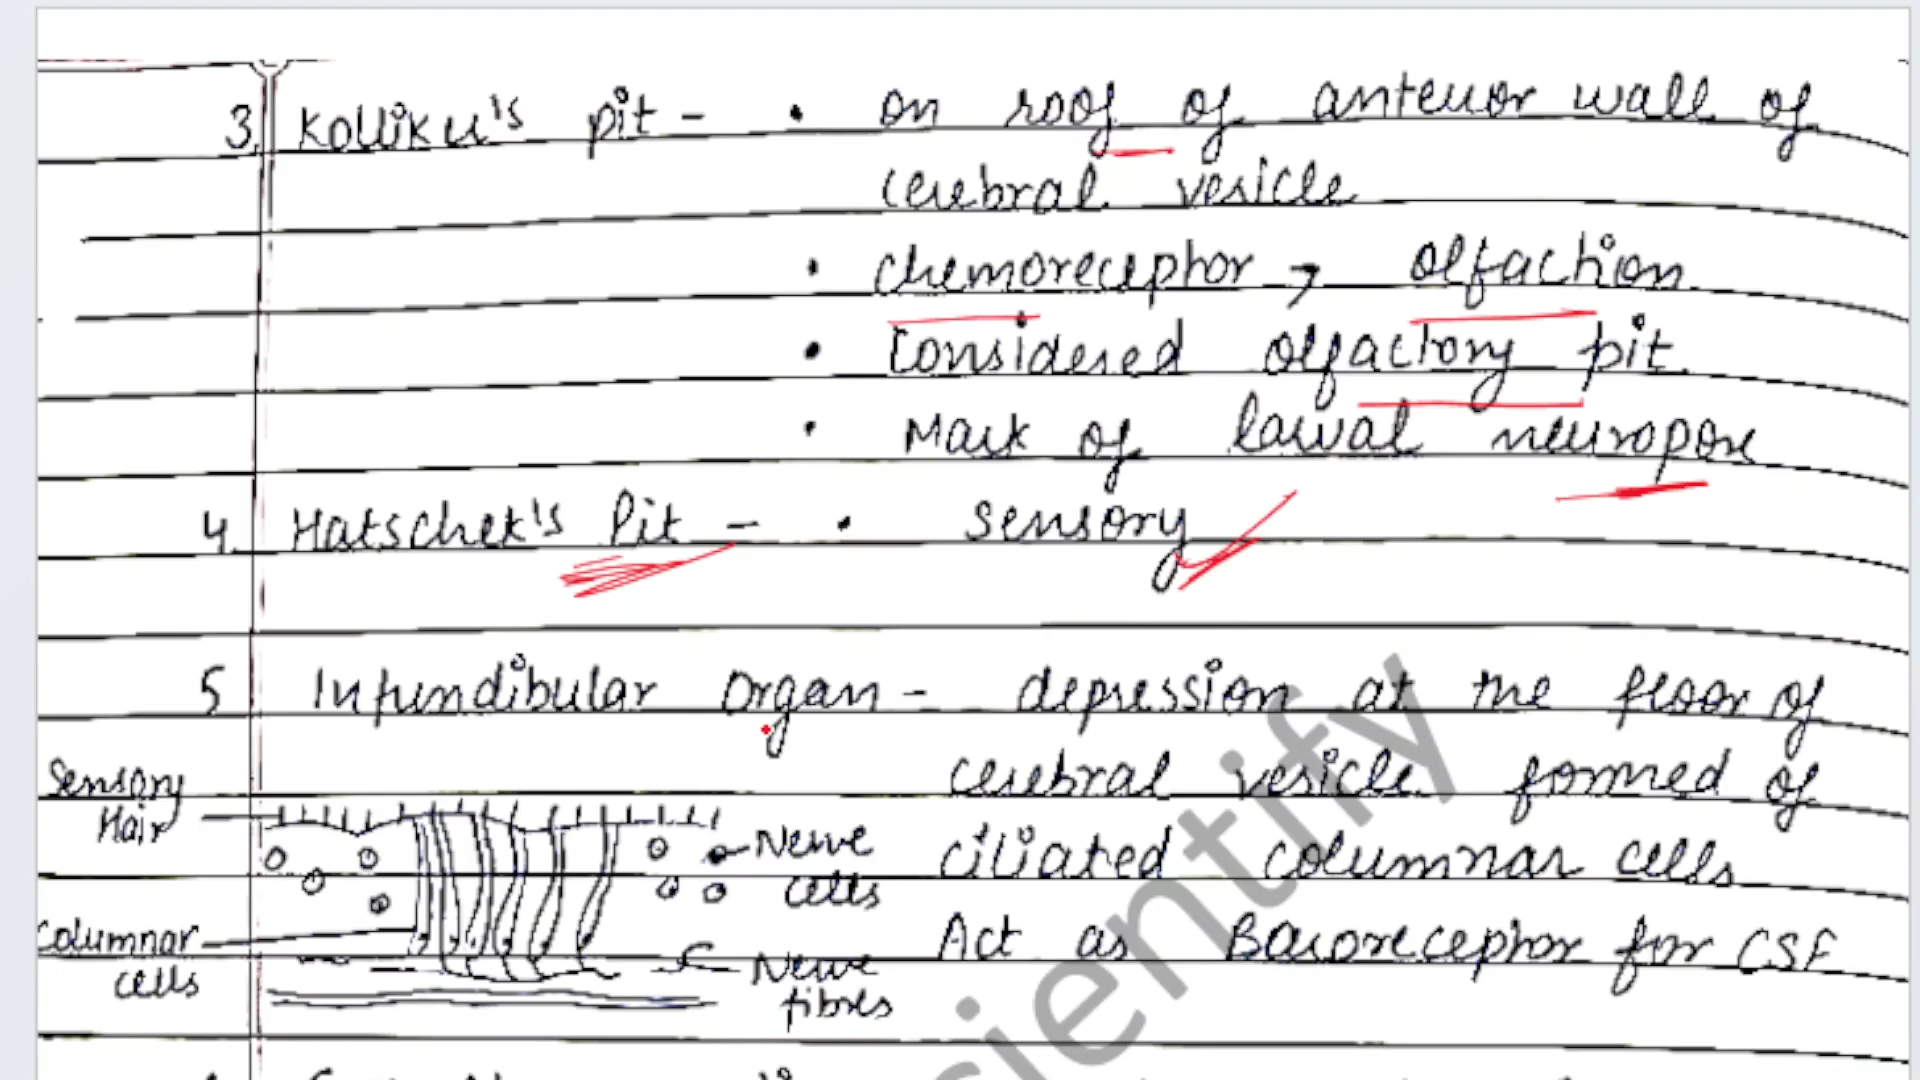 3. Kolliker's pit - • on roof of anterior wall of
cerebral vesicle
• chemoreceptor → olfaction
• Considered olfactory pit
• Mark of larval neuropore
4. Hatschek's Pit - • sensory
5 Infundibular organ - depression at the floor of
cerebral vesicle formed of
ciliated columnar cells
Act as Baroreceptor for CSF
Sensory
Hair
Nerve
cells
Columnar
cells
Nerve
fibres